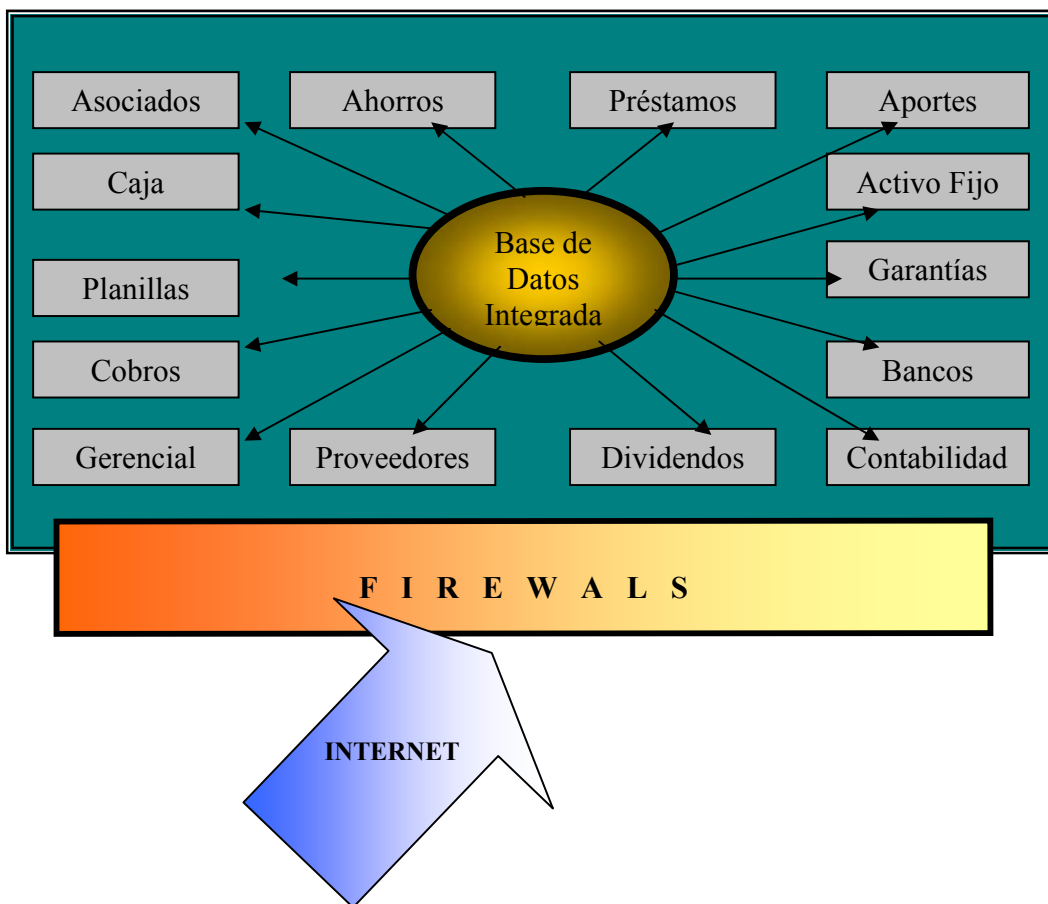 Asociados
Ahorros
Préstamos
Aportes
Caja
Activo Fijo
Base de
Datos
Integrada
Planillas
Garantías
Cobros
Bancos
Gerencial
Proveedores
Dividendos
Contabilidad
F I R E W A L S
INTERNET